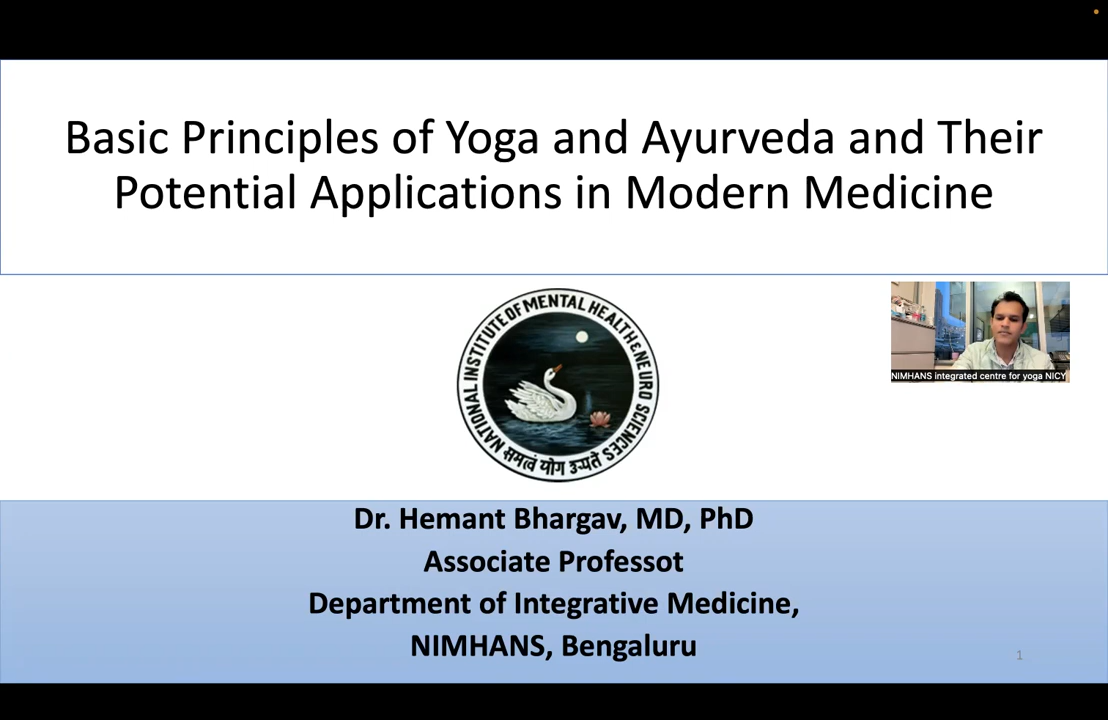 Basic Principles of Yoga and Ayurveda and Their
Potential Applications in Modern Medicine
NATIONAL INSTITUTE OF MENTAL HEALTH & NEURO SCIENCES
समत्वं योग उच्यते
NIMHANS integrated centre for yoga NICY
Dr. Hemant Bhargav, MD, PhD
Associate Professot
Department of Integrative Medicine,
NIMHANS, Bengaluru
1